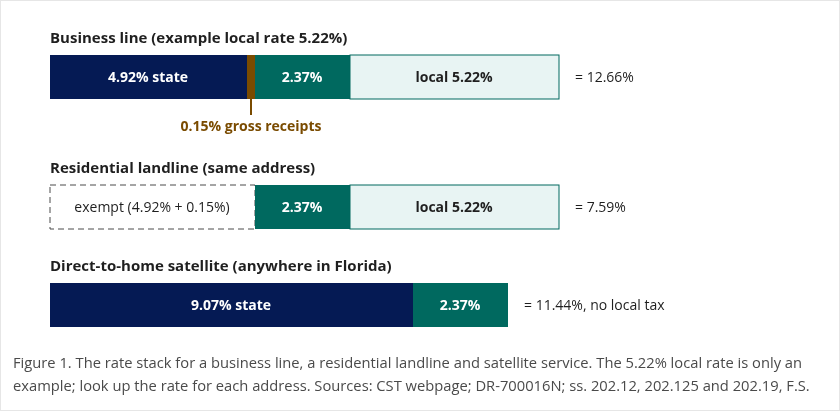 Business line (example local rate 5.22%)
4.92% state 2.37% local 5.22% = 12.66%
0.15% gross receipts
Residential landline (same address)
exempt (4.92% + 0.15%) 2.37% local 5.22% = 7.59%
Direct-to-home satellite (anywhere in Florida)
9.07% state 2.37% = 11.44%, no local tax
Figure 1. The rate stack for a business line, a residential landline and satellite service. The 5.22% local rate is only an
example; look up the rate for each address. Sources: CST webpage; DR-700016N; ss. 202.12, 202.125 and 202.19, F.S.